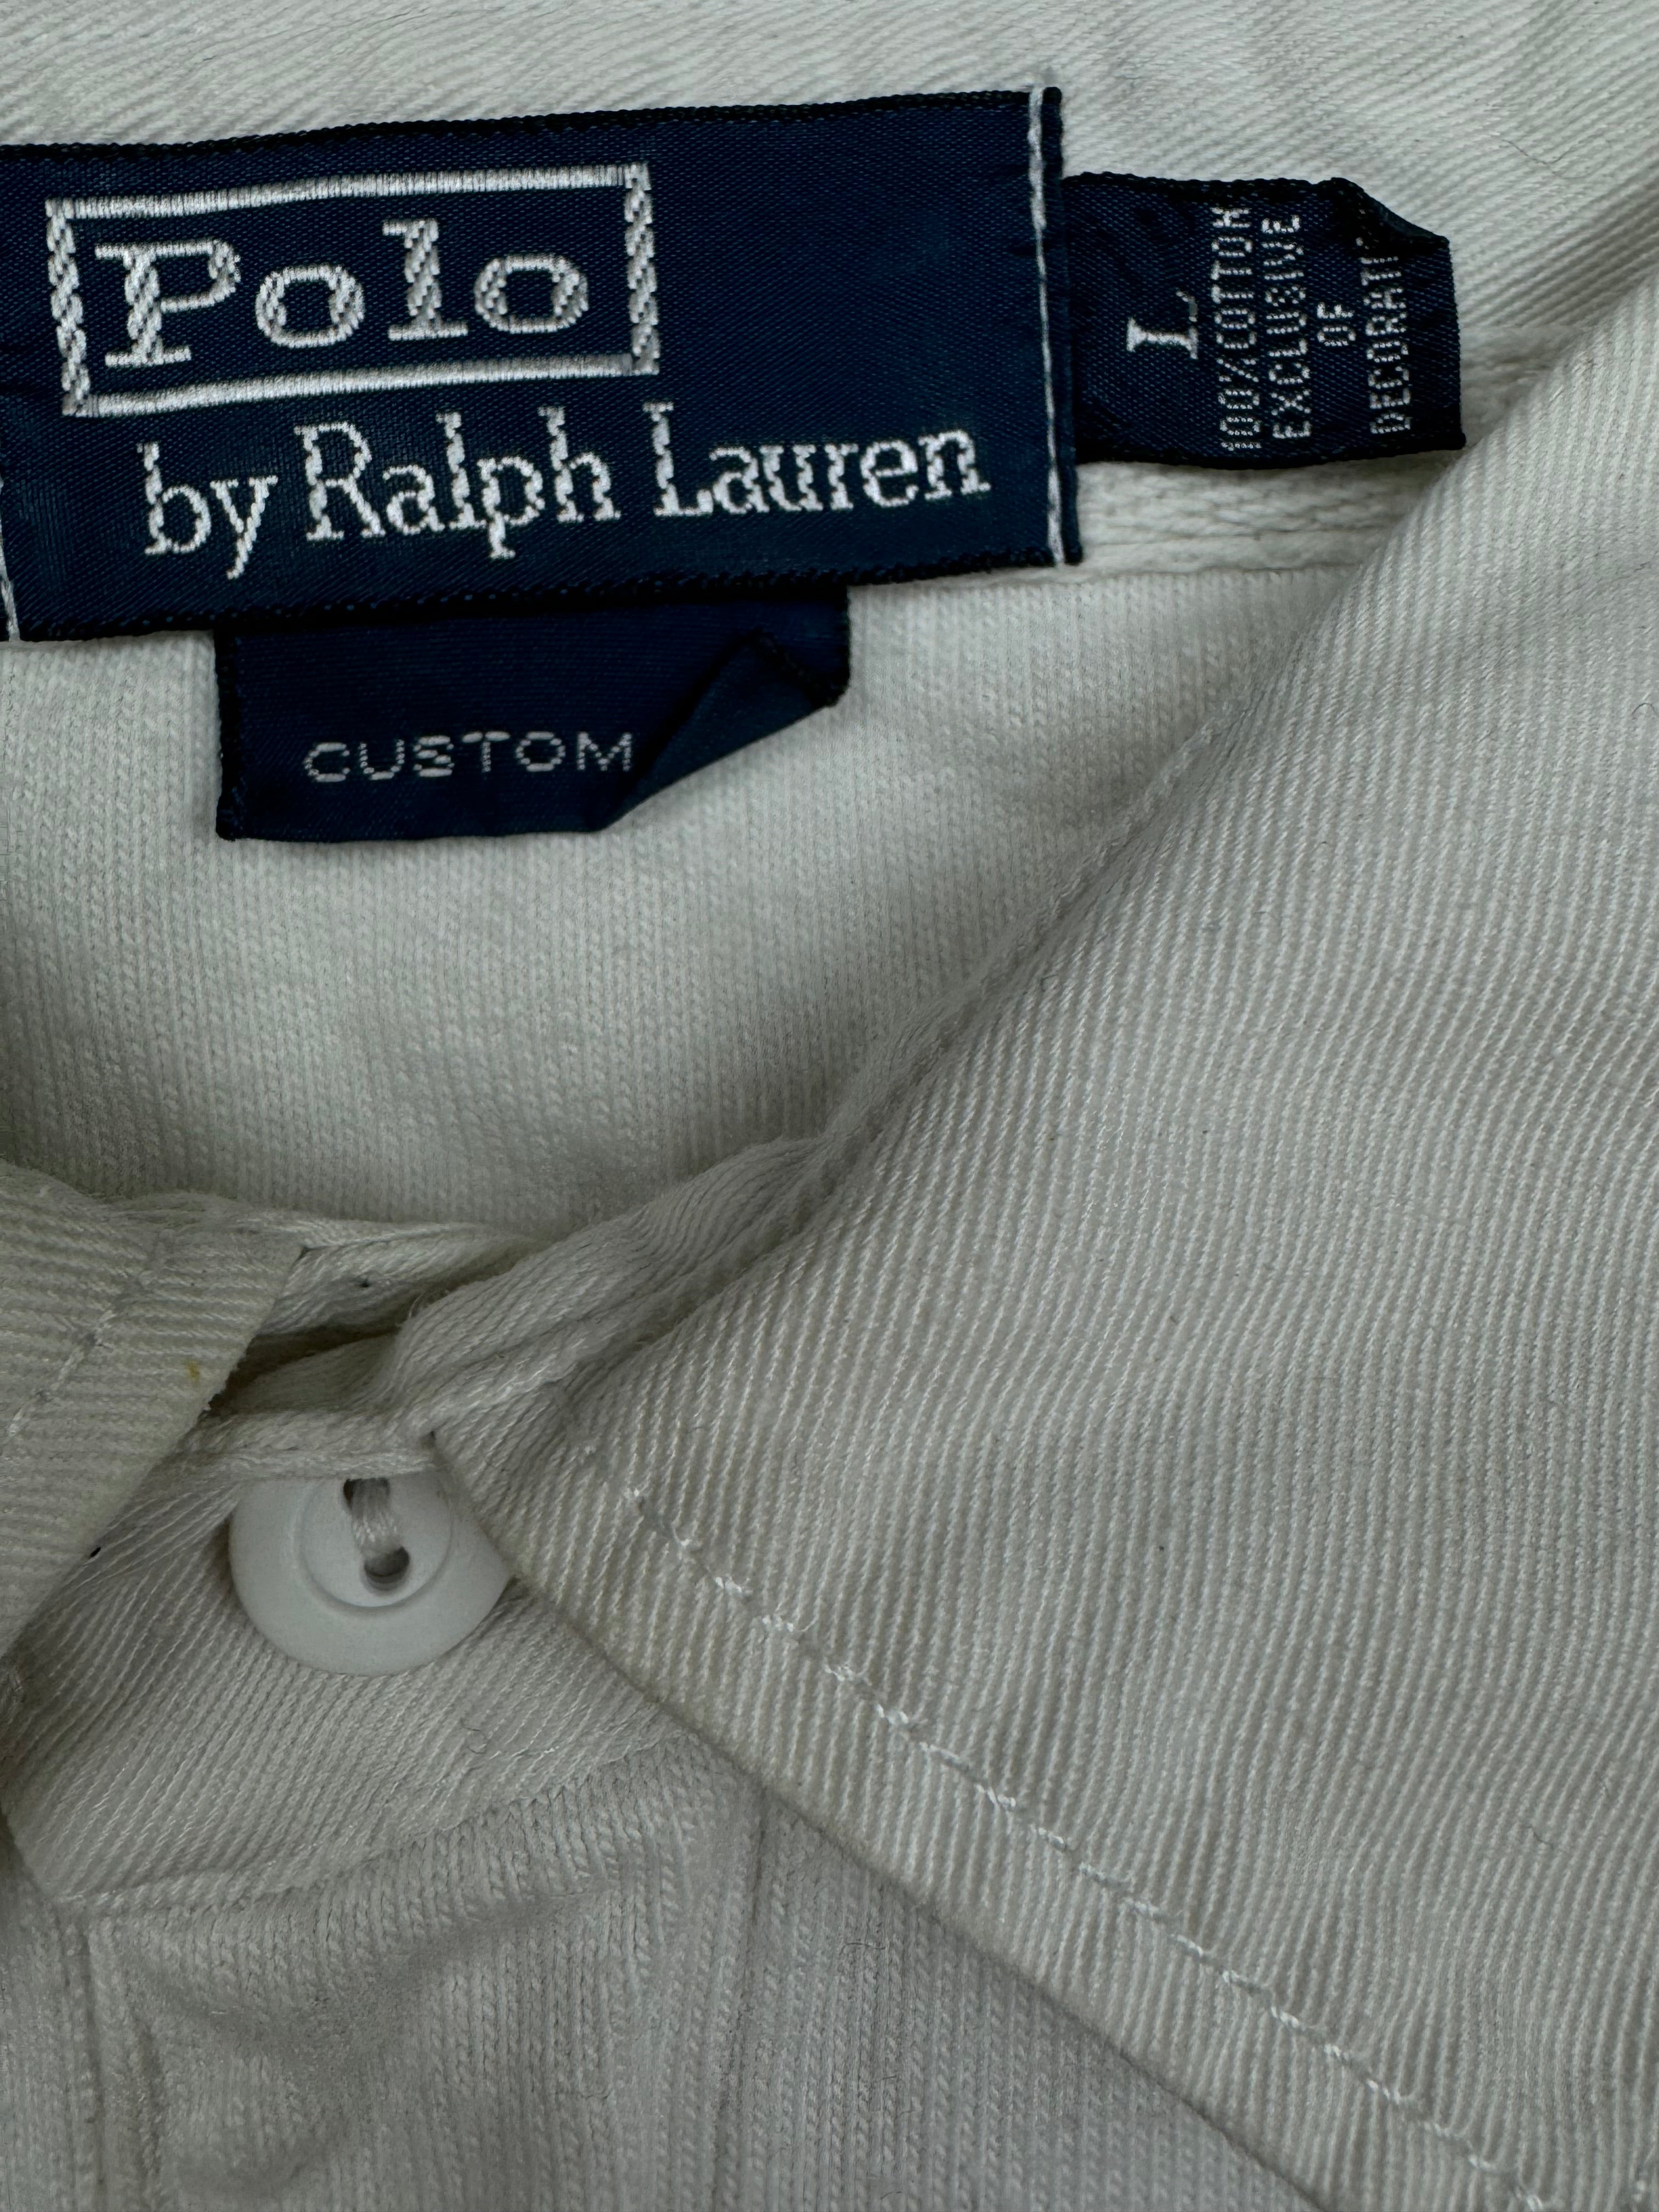 Polo
by Ralph Lauren
CUSTOM
L
100%COTTON
EXCLUSIVE
OF